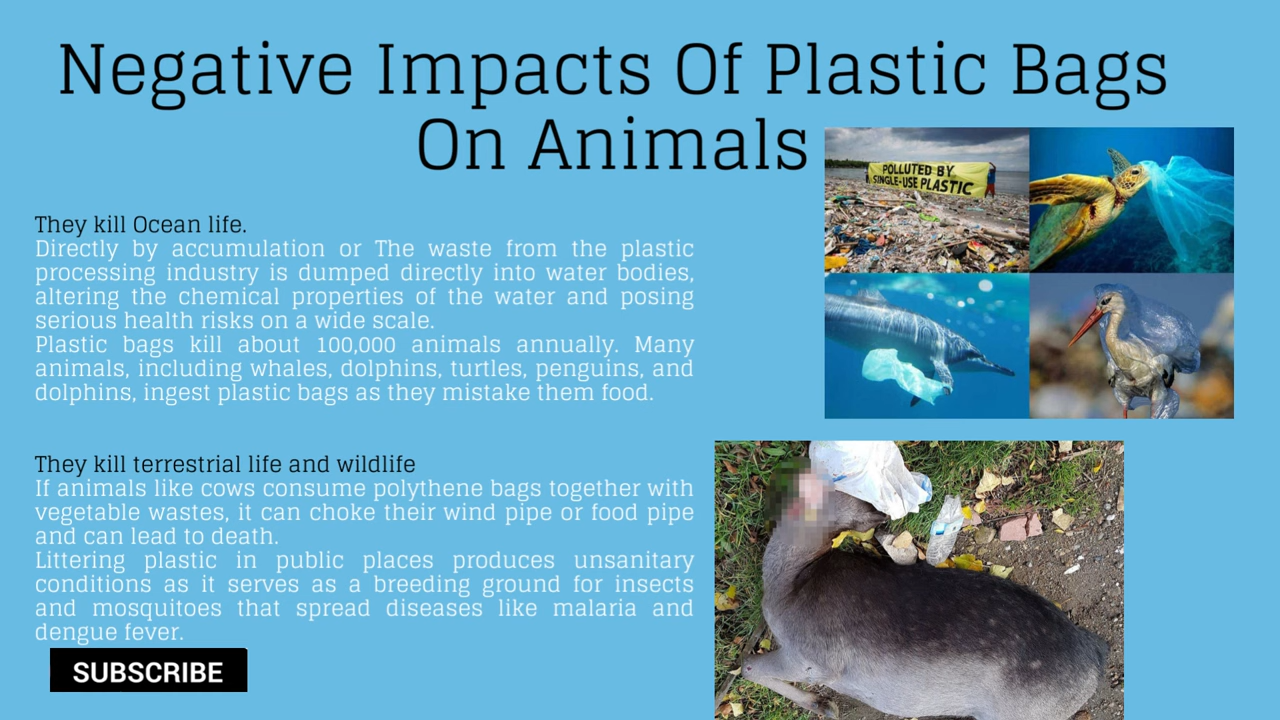 Negative Impacts Of Plastic Bags
On Animals
POLLUTED BY
SINGLE-USE PLASTIC
They kill Ocean life.
Directly by accumulation or The waste from the plastic
processing industry is dumped directly into water bodies,
altering the chemical properties of the water and posing
serious health risks on a wide scale.
Plastic bags kill about 100,000 animals annually. Many
animals, including whales, dolphins, turtles, penguins, and
dolphins, ingest plastic bags as they mistake them food.
They kill terrestrial life and wildlife
If animals like cows consume polythene bags together with
vegetable wastes, it can choke their wind pipe or food pipe
and can lead to death.
Littering plastic in public places produces unsanitary
conditions as it serves as a breeding ground for insects
and mosquitoes that spread diseases like malaria and
dengue fever.
SUBSCRIBE